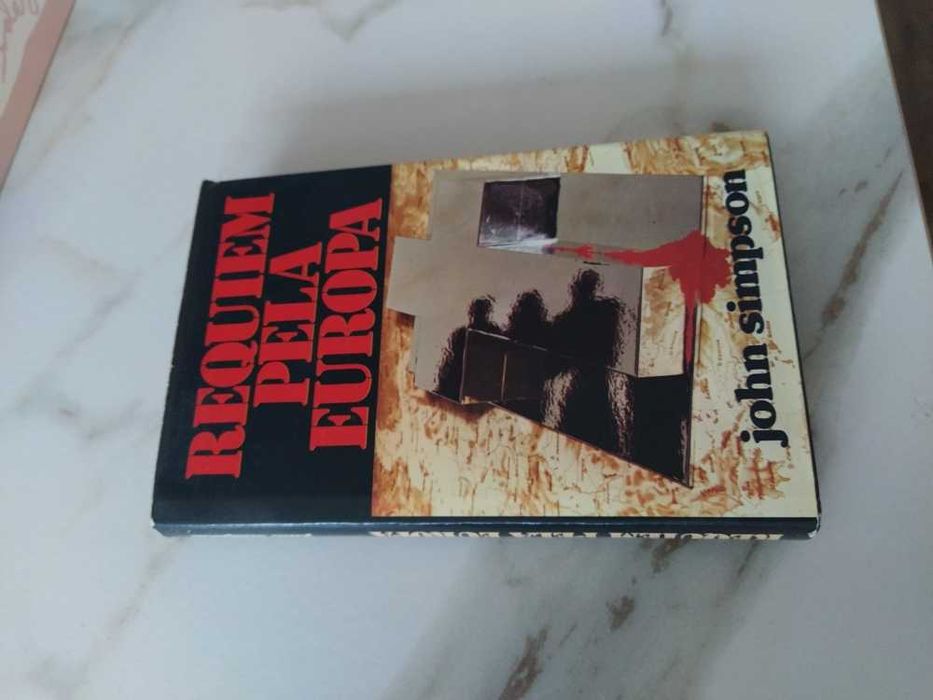 REQUIEM
PELA
EUROPA
john simpson